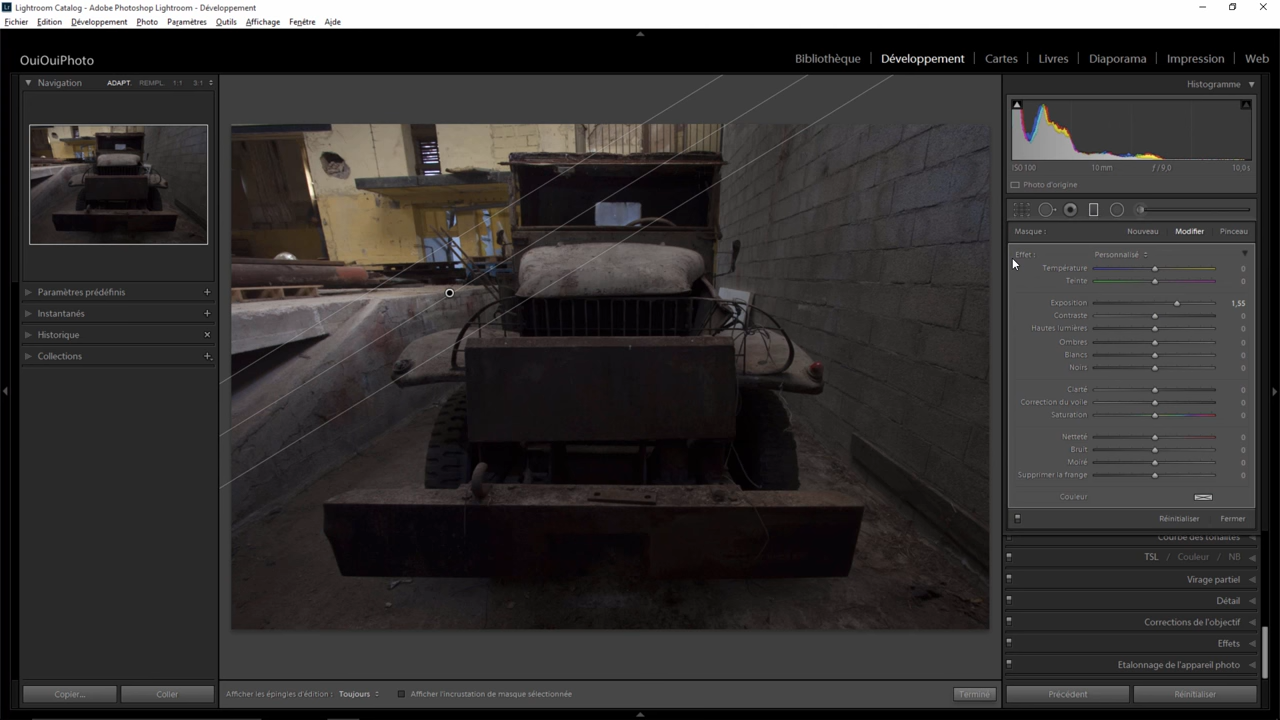 Lightroom Catalog - Adobe Photoshop Lightroom - Développement
Fichier Edition Développement Photo Paramètres Outils Affichage Fenêtre Aide
OuiOuiPhoto
Bibliothèque | Développement | Cartes | Livres | Diaporama | Impression | Web
Navigation ADAPT. REMPL. 1:1 3:1
Histogramme
ISO 100 10 mm f / 9,0 10,0 s
Photo d'origine
Masque : Nouveau Modifier Pinceau
Effet : Personnalisé
Température 0
Teinte 0
Exposition 1,55
Contraste 0
Hautes lumières 0
Ombres 0
Blancs 0
Noirs 0
Clarté 0
Correction du voile 0
Saturation 0
Netteté 0
Bruit 0
Moiré 0
Supprimer la frange 0
Couleur
Réinitialiser Fermer
Courbe des tonalités
TSL / Couleur / NB
Virage partiel
Détail
Corrections de l'objectif
Effets
Etalonnage de l'appareil photo
Précédent Réinitialiser
Paramètres prédéfinis
Instantanés
Historique
Collections
Copier... Coller
Afficher les épingles d'édition : Toujours Afficher l'incrustation de masque sélectionnée Terminé